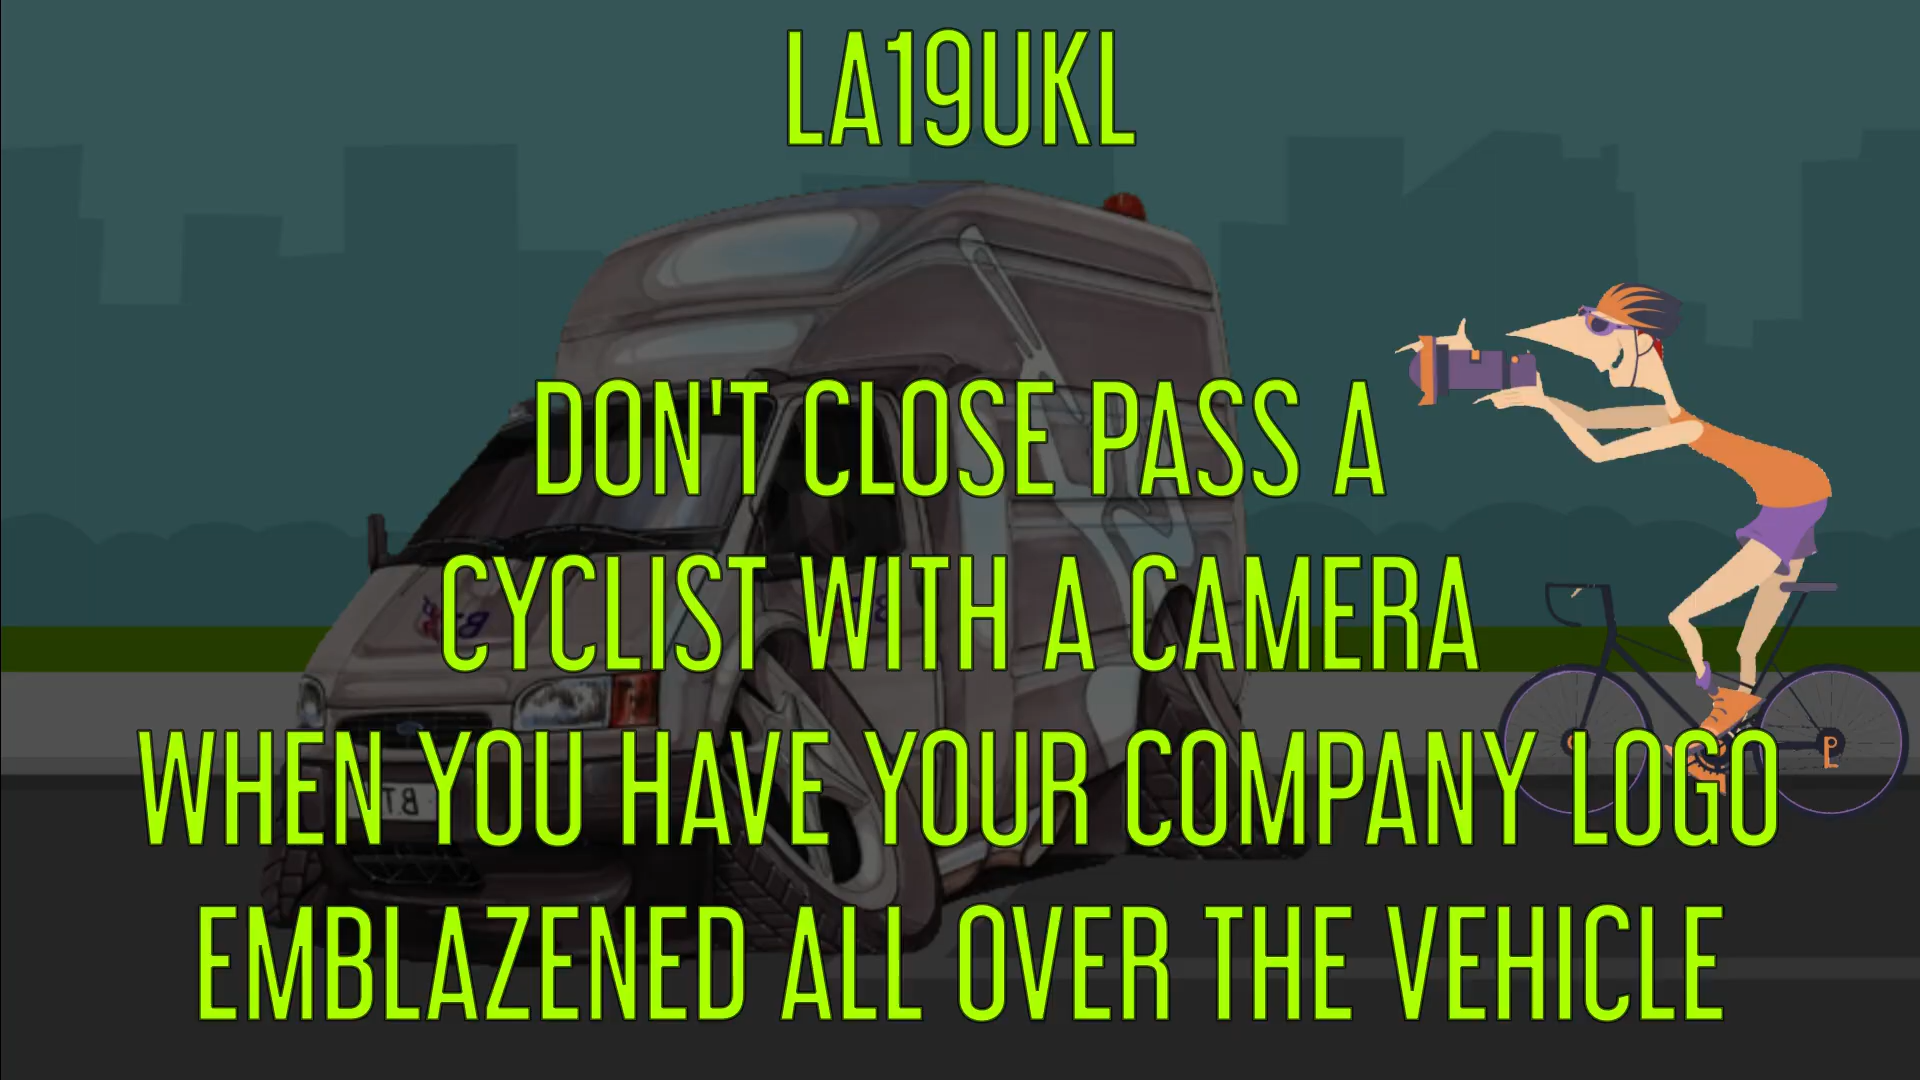 LA19UKL
DON'T CLOSE PASS A
CYCLIST WITH A CAMERA
WHEN YOU HAVE YOUR COMPANY LOGO
EMBLAZENED ALL OVER THE VEHICLE